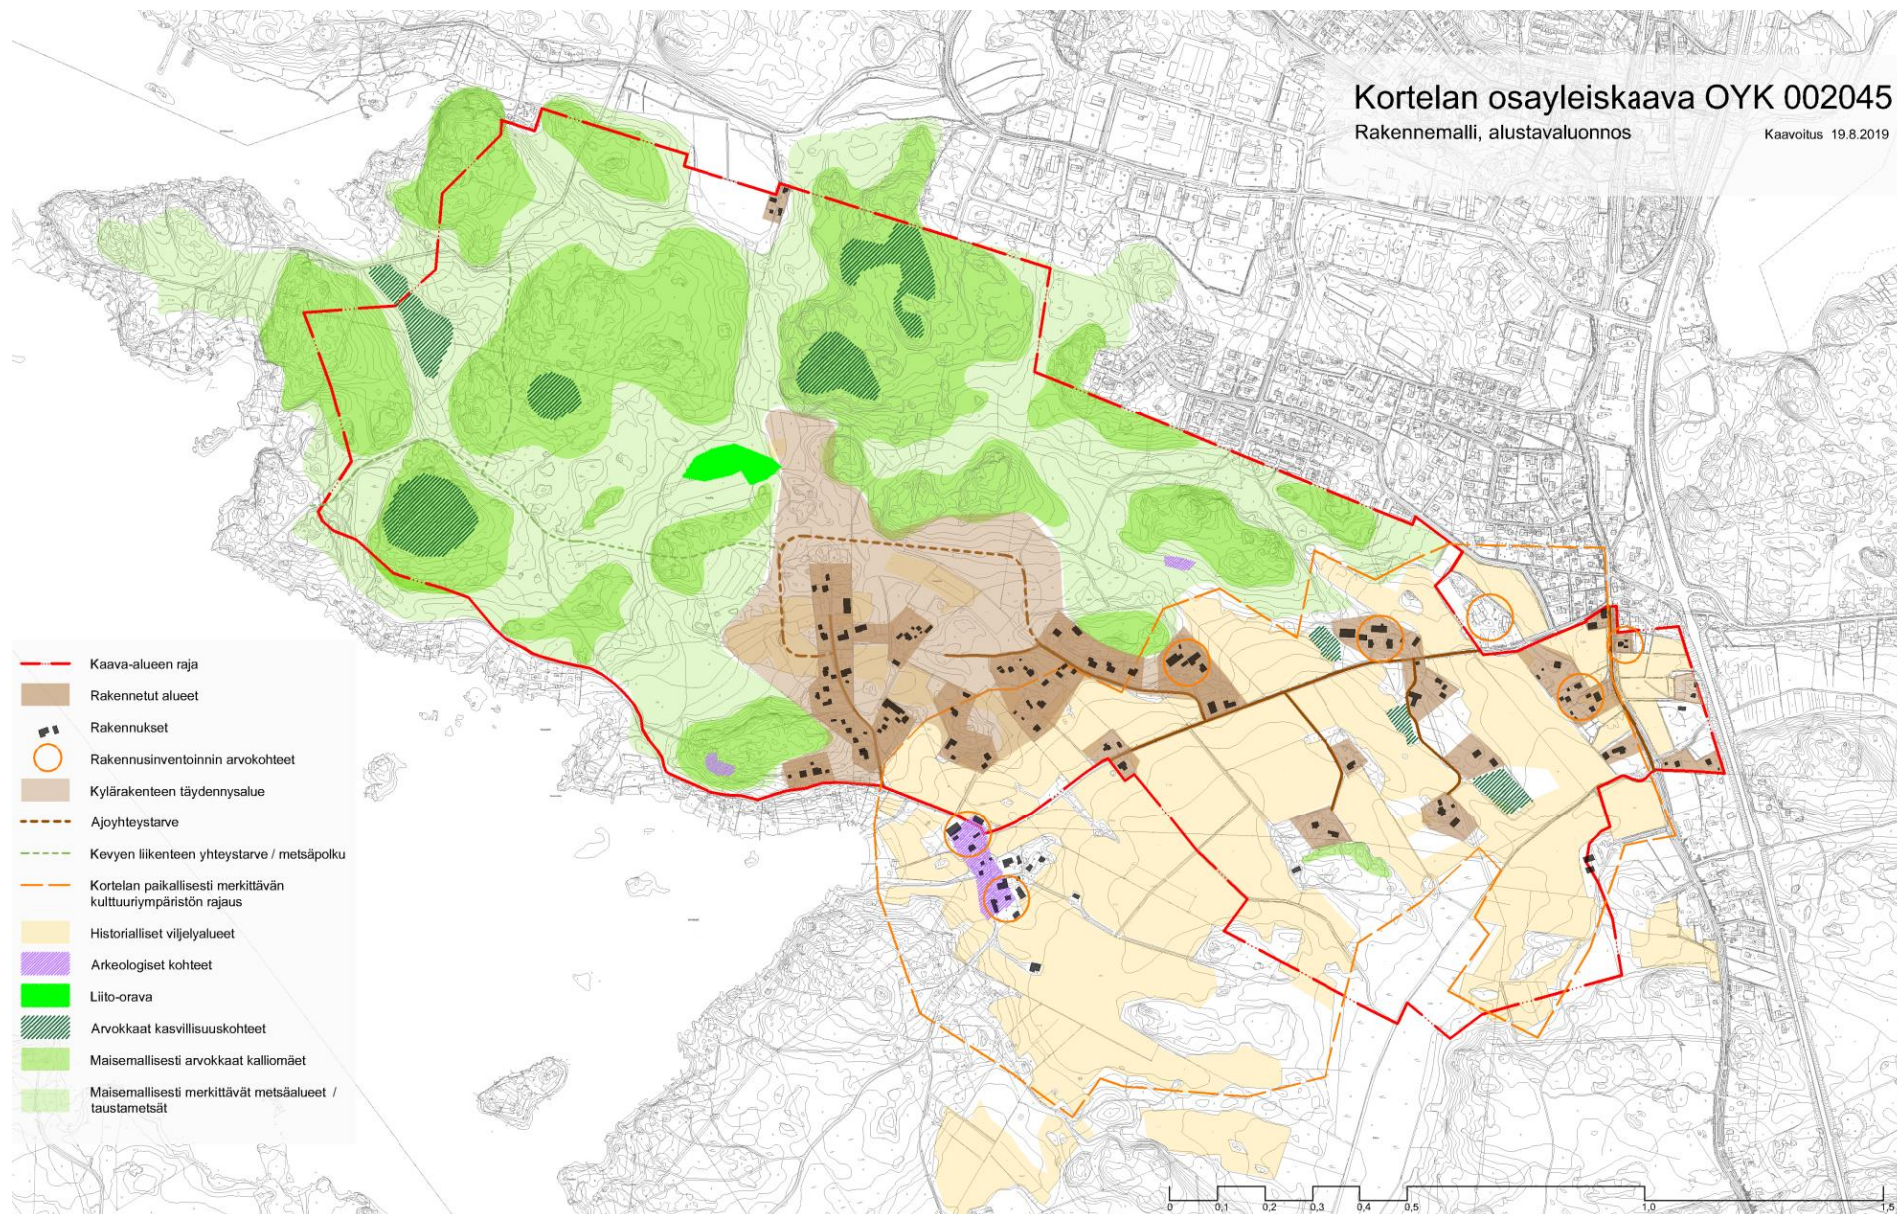 Kortelan osayleiskaava OYK 002045
Rakennemalli, alustavaluonnos
Kaavoitus 19.8.2019
Kaava-alueen raja
Rakennetut alueet
Rakennukset
Rakennusinventoinnin arvokohteet
Kylärakenteen täydennysalue
Ajoyhteystarve
Kevyen liikenteen yhteystarve / metsäpolku
Kortelan paikallisesti merkittävän
kulttuuriympäristön rajaus
Historialliset viljelyalueet
Arkeologiset kohteet
Liito-orava
Arvokkaat kasvillisuuskohteet
Maisemallisesti arvokkaat kalliomäet
Maisemallisesti merkittävät metsäalueet /
taustametsät
0 0,1 0,2 0,3 0,4 0,5 1,0 1,5